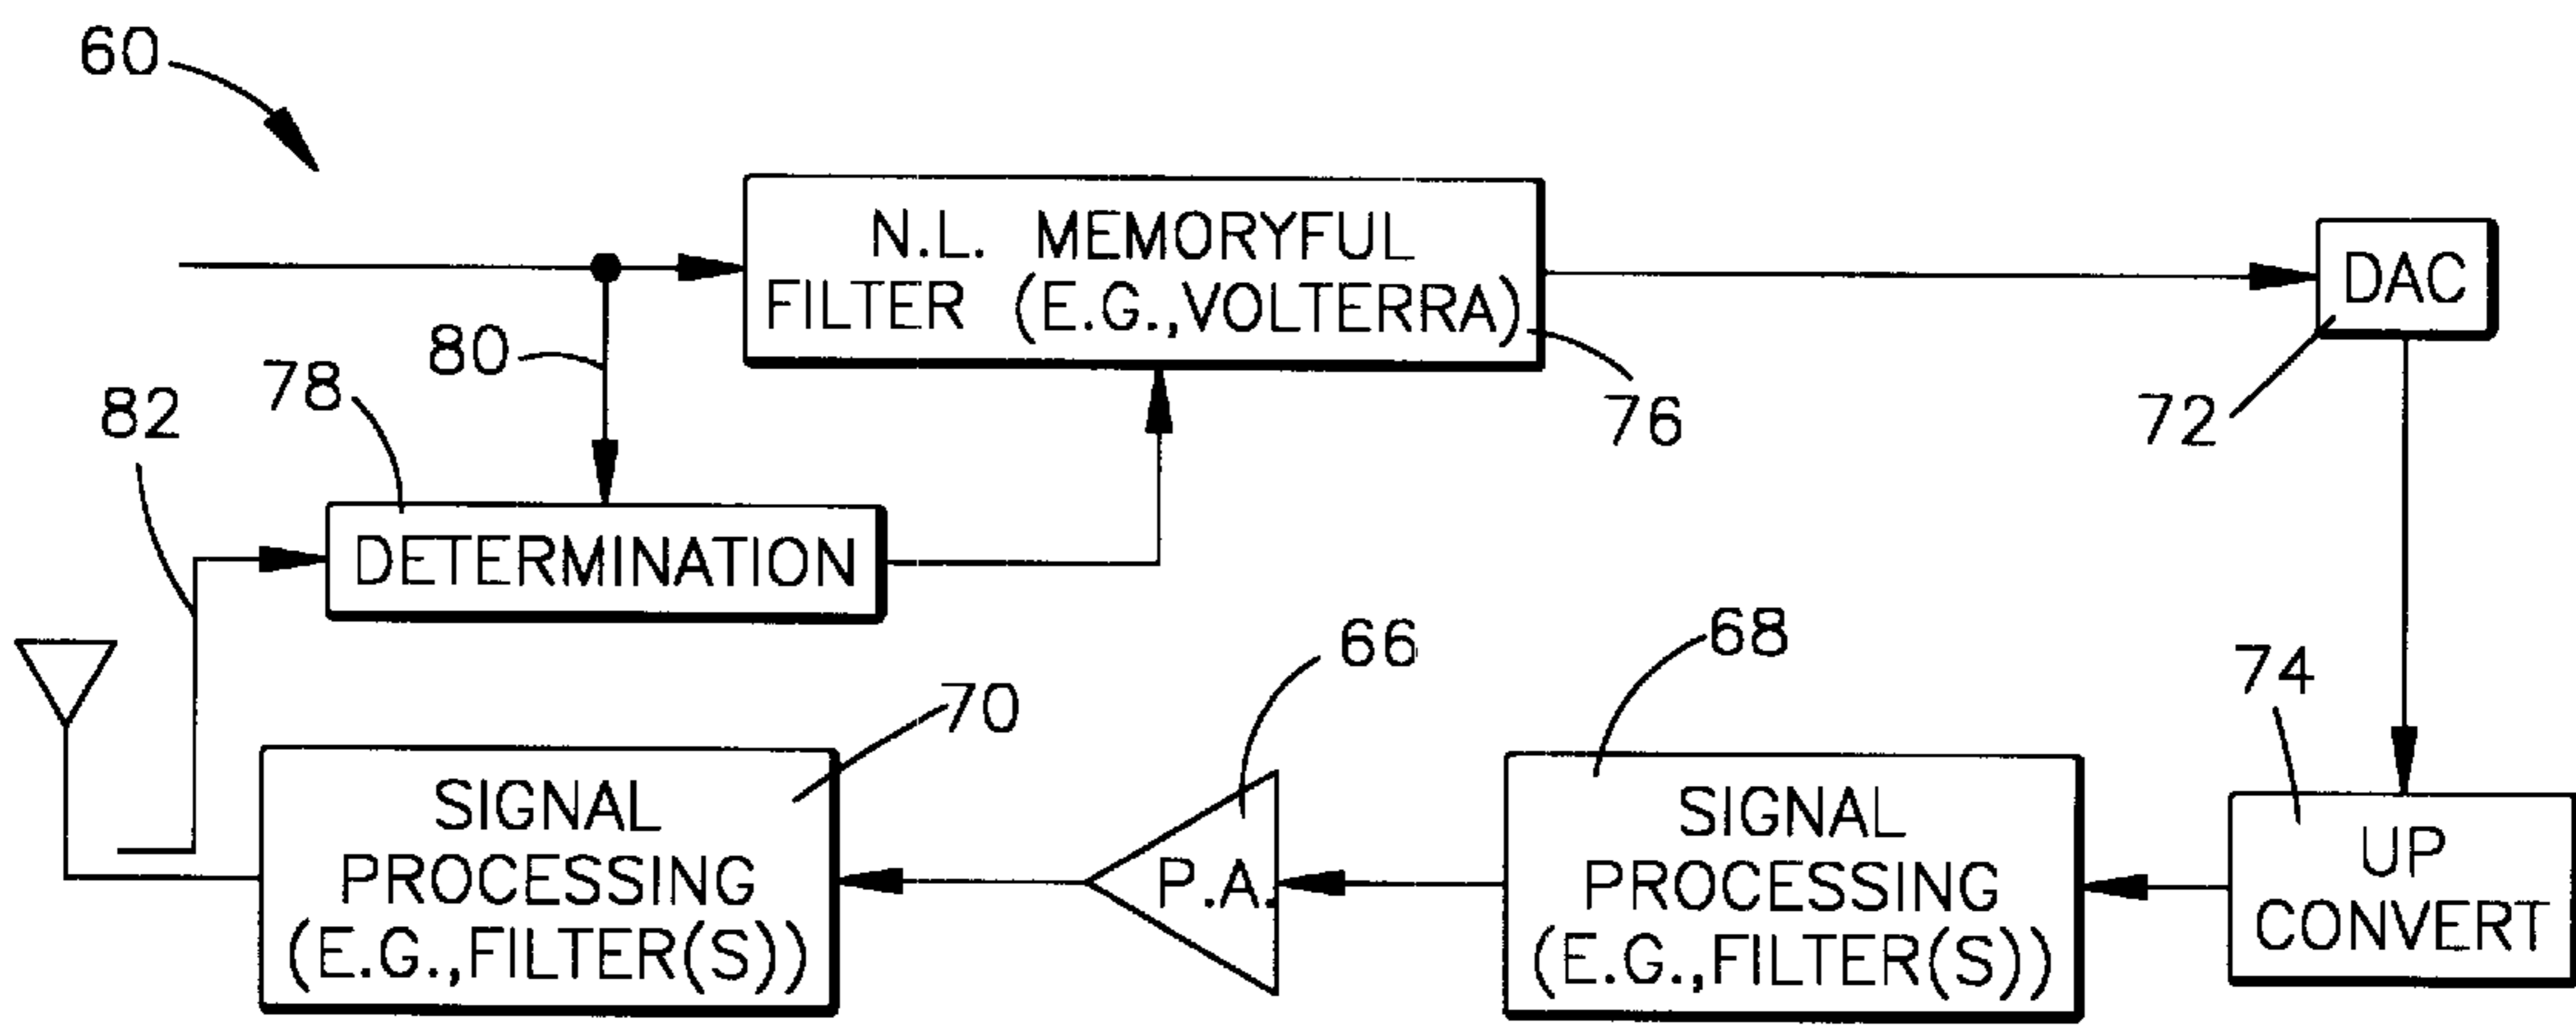 60
N.L. MEMORYFUL
FILTER (E.G.,VOLTERRA)
DAC
80
78
82
76
72
DETERMINATION
66
68
74
70
SIGNAL
PROCESSING
(E.G.,FILTER(S))
P.A.
SIGNAL
PROCESSING
(E.G.,FILTER(S))
UP
CONVERT